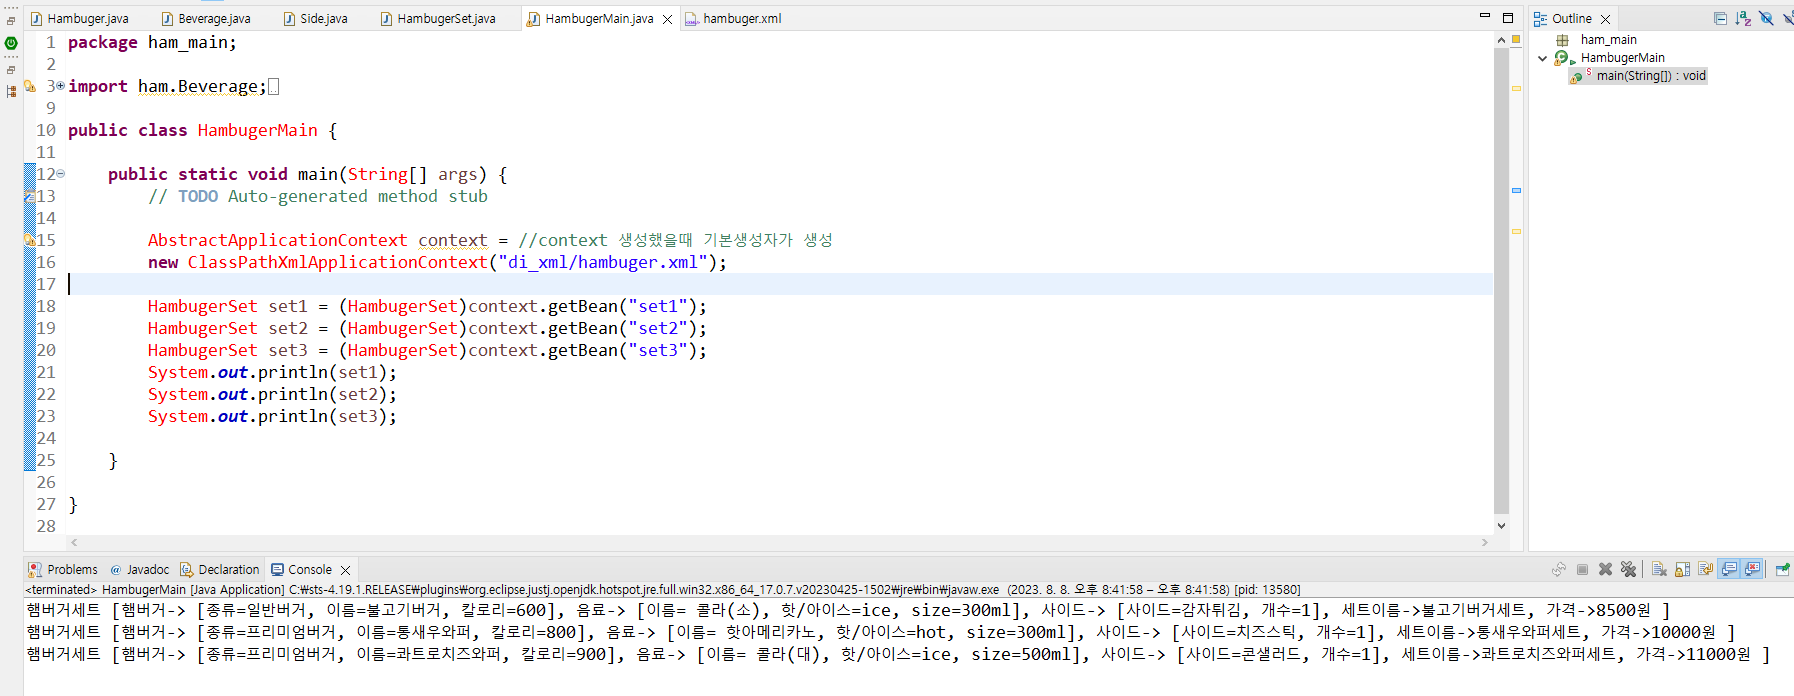 Hambuger.java Beverage.java Side.java HambugerSet.java HambugerMain.java hambuger.xml
1 package ham_main;
2
3 import ham.Beverage;
9
10 public class HambugerMain {
11
12 public static void main(String[] args) {
13 // TODO Auto-generated method stub
14
15 AbstractApplicationContext context = //context 생성했을때 기본생성자가 생성
16 new ClassPathXmlApplicationContext("di_xml/hambuger.xml");
17
18 HambugerSet set1 = (HambugerSet)context.getBean("set1");
19 HambugerSet set2 = (HambugerSet)context.getBean("set2");
20 HambugerSet set3 = (HambugerSet)context.getBean("set3");
21 System.out.println(set1);
22 System.out.println(set2);
23 System.out.println(set3);
24
25 }
26
27 }
28
Outline
ham_main
HambugerMain
main(String[]) : void
Problems @ Javadoc Declaration Console
<terminated> HambugerMain [Java Application] C:₩sts-4.19.1.RELEASE₩plugins₩org.eclipse.justj.openjdk.hotspot.jre.full.win32.x86_64_17.0.7.v20230425-1502₩jre₩bin₩javaw.exe (2023. 8. 8. 오후 8:41:58 – 오후 8:41:58) [pid: 13580]
햄버거세트 [햄버거-> [종류=일반버거, 이름=불고기버거, 칼로리=600], 음료-> [이름= 콜라(소), 핫/아이스=ice, size=300ml], 사이드-> [사이드=감자튀김, 개수=1], 세트이름->불고기버거세트, 가격->8500원 ]
햄버거세트 [햄버거-> [종류=프리미엄버거, 이름=통새우와퍼, 칼로리=800], 음료-> [이름= 핫아메리카노, 핫/아이스=hot, size=300ml], 사이드-> [사이드=치즈스틱, 개수=1], 세트이름->통새우와퍼세트, 가격->10000원 ]
햄버거세트 [햄버거-> [종류=프리미엄버거, 이름=콰트로치즈와퍼, 칼로리=900], 음료-> [이름= 콜라(대), 핫/아이스=ice, size=500ml], 사이드-> [사이드=콘샐러드, 개수=1], 세트이름->콰트로치즈와퍼세트, 가격->11000원 ]